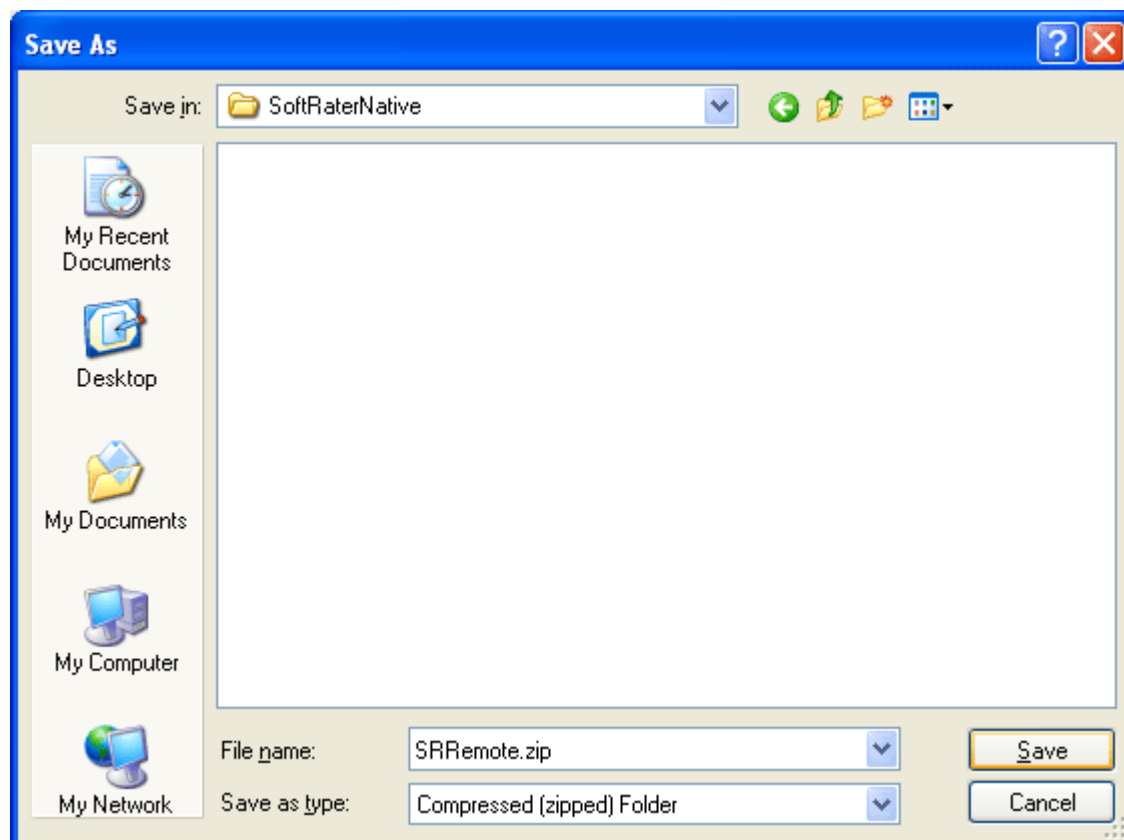 Save As
Save in: SoftRaterNative
My Recent
Documents
Desktop
My Documents
My Computer
My Network
File name: SRRemote.zip Save
Save as type: Compressed (zipped) Folder Cancel